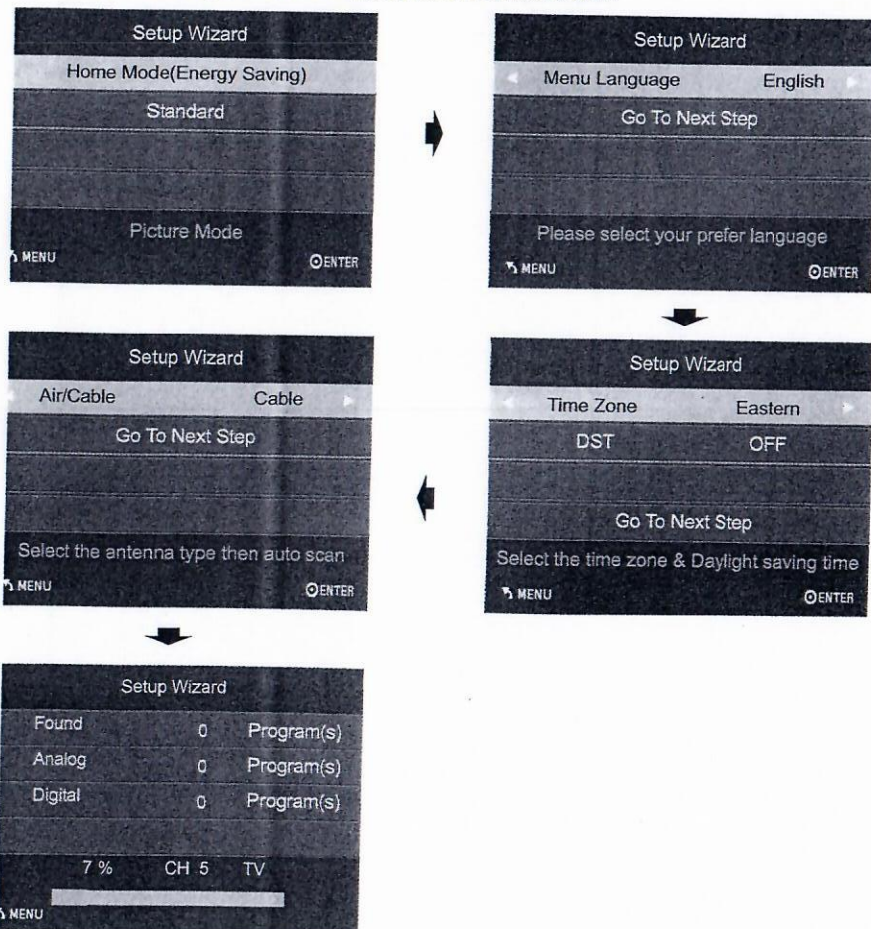 Setup Wizard
Home Mode(Energy Saving)
Standard
Picture Mode
MENU ENTER
Setup Wizard
Menu Language English
Go To Next Step
Please select your prefer language
MENU ENTER
Setup Wizard
Time Zone Eastern
DST OFF
Go To Next Step
Select the time zone & Daylight saving time
MENU ENTER
Setup Wizard
Air/Cable Cable
Go To Next Step
Select the antenna type then auto scan
MENU ENTER
Setup Wizard
Found 0 Program(s)
Analog 0 Program(s)
Digital 0 Program(s)
7 % CH 5 TV
MENU